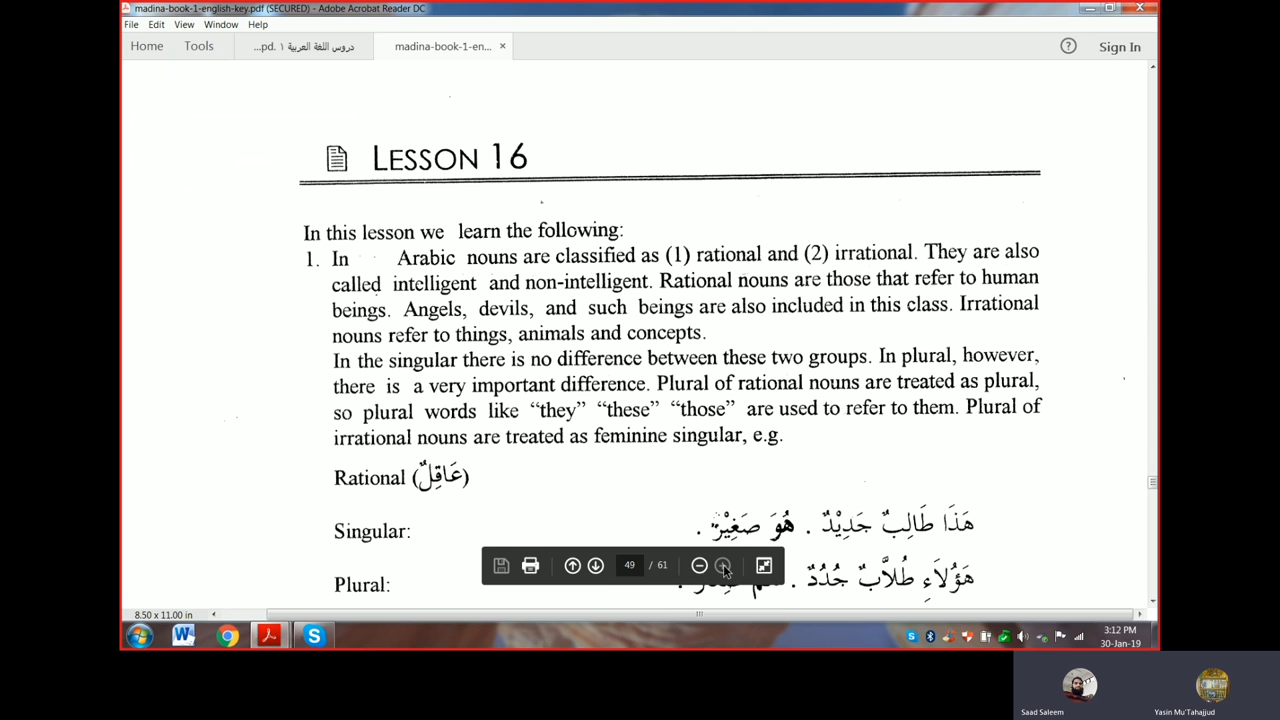 madina-book-1-english-key.pdf (SECURED) - Adobe Acrobat Reader DC
File Edit View Window Help
Home Tools دروس اللغة العربية ١ pd... madina-book-1-en... × ? Sign In
LESSON 16
In this lesson we learn the following:
1. In Arabic nouns are classified as (1) rational and (2) irrational. They are also
called intelligent and non-intelligent. Rational nouns are those that refer to human
beings. Angels, devils, and such beings are also included in this class. Irrational
nouns refer to things, animals and concepts.
In the singular there is no difference between these two groups. In plural, however,
there is a very important difference. Plural of rational nouns are treated as plural,
so plural words like “they” “these” “those” are used to refer to them. Plural of
irrational nouns are treated as feminine singular, e.g.
Rational (عَاقِلٌ)
Singular: هَذَا طَالِبٌ جَدِيْدٌ . هُوَ صَغِيْرٌ .
Plural: هَؤُلَاءِ طُلاَّبٌ جُدُدٌ .
49 / 61
8.50 x 11.00 in
3:12 PM
30-Jan-19
Saad Saleem
Yasin Mu'Tahajjud